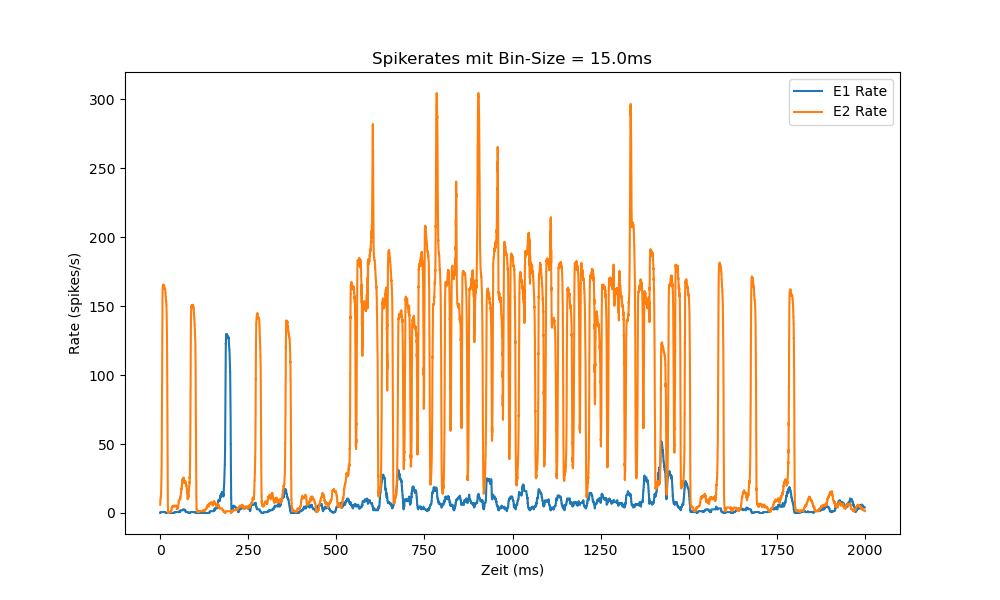 Spikerates mit Bin-Size = 15.0ms
E1 Rate
E2 Rate
Rate (spikes/s)
300
250
200
150
100
50
0
0 250 500 750 1000 1250 1500 1750 2000
Zeit (ms)